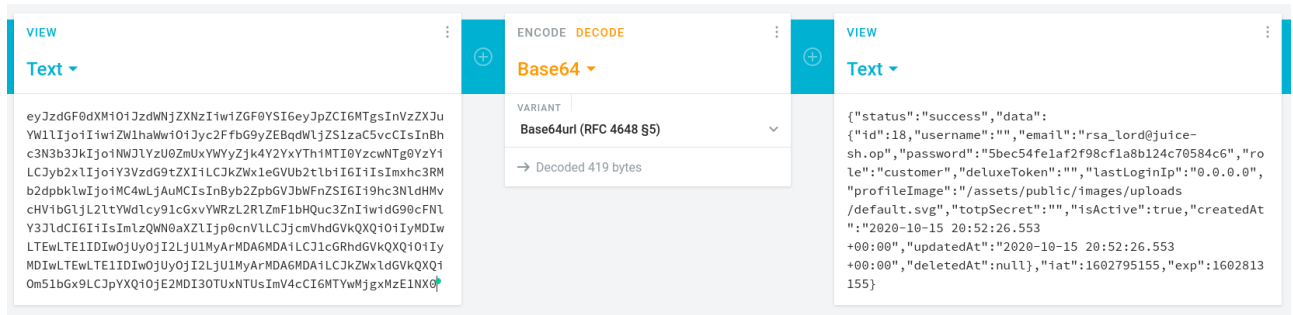 VIEW
Text
eyJzdGF0dXMiOiJzdWNjZXNzIiwiZGF0YSI6eyJpZCI6MTgsInVzZXJu
YW1lIjoiIiwiZW1haWwiOiJyc2FfbG9yZEBqdWljZS1zaC5vcCIsInBh
c3N3b3JkIjoiNWJlYzU0ZmUxYWYyZjk4Y2YxYThiMTI0YzcwNTg0YzYi
LCJyb2xlIjoiY3VzdG9tZXIiLCJkZWx1eGVUb2tlbiI6IiIsImxhc3RM
b2dpbklwIjoiMC4wLjAuMCIsInByb2ZpbGVJbWFnZSI6Ii9hc3NldHMv
cHVibGljL2ltYWdlcy91cGxvYWRzL2RlZmF1bHQuc3ZnIiwidG90cFNl
Y3JldCI6IiIsImlzQWN0aXZlIjp0cnVlLCJjcmVhdGVkQXQiOiIyMDIw
LTEwLTE1IDIwOjUyOjI2LjU1MyArMDA6MDAiLCJ1cGRhdGVkQXQiOiIy
MDIwLTEwLTE1IDIwOjUyOjI2LjU1MyArMDA6MDAiLCJkZWxldGVkQXQi
Om51bGx9LCJpYXQiOjE2MDI3OTUxNTUsImV4cCI6MTYwMjgxMzE1NX0
ENCODE DECODE
Base64
VARIANT
Base64url (RFC 4648 §5)
→ Decoded 419 bytes
VIEW
Text
{"status":"success","data":
{"id":18,"username":"","email":"rsa_lord@juice-
sh.op","password":"5bec54fe1af2f98cf1a8b124c70584c6","ro
le":"customer","deluxeToken":"","lastLoginIp":"0.0.0.0",
"profileImage":"/assets/public/images/uploads
/default.svg","totpSecret":"","isActive":true,"createdAt
":"2020-10-15 20:52:26.553
+00:00","updatedAt":"2020-10-15 20:52:26.553
+00:00","deletedAt":null},"iat":1602795155,"exp":1602813
155}